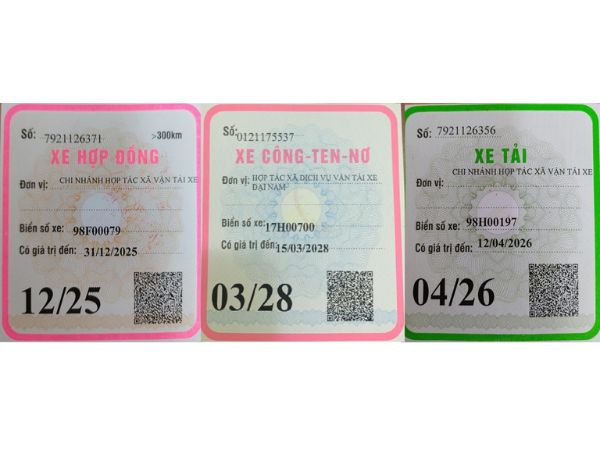 Số: 7921126371 >300km
XE HỢP ĐỒNG
Đơn vị: CHI NHÁNH HỢP TÁC XÃ VẬN TẢI XE
Biển số xe: 98F00079
Có giá trị đến: 31/12/2025
12/25
Số: 0121175537
XE CÔNG-TEN-NƠ
Đơn vị: HỢP TÁC XÃ DỊCH VỤ VẬN TẢI XE
ĐẠI NAM
Biển số xe: 17H00700
Có giá trị đến: 15/03/2028
03/28
Số: 7921126356
XE TẢI
CHI NHÁNH HỢP TÁC XÃ VẬN TẢI XE
Đơn vị:
Biển số xe: 98H00197
Có giá trị đến: 12/04/2026
04/26